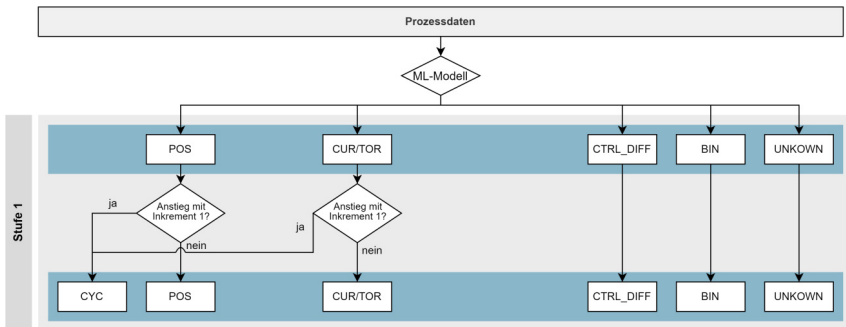 Prozessdaten
ML-Modell
Stufe 1
POS
CUR/TOR
CTRL_DIFF
BIN
UNKOWN
ja
Anstieg mit
Inkrement 1?
nein
ja
Anstieg mit
Inkrement 1?
nein
CYC
POS
CUR/TOR
CTRL_DIFF
BIN
UNKOWN